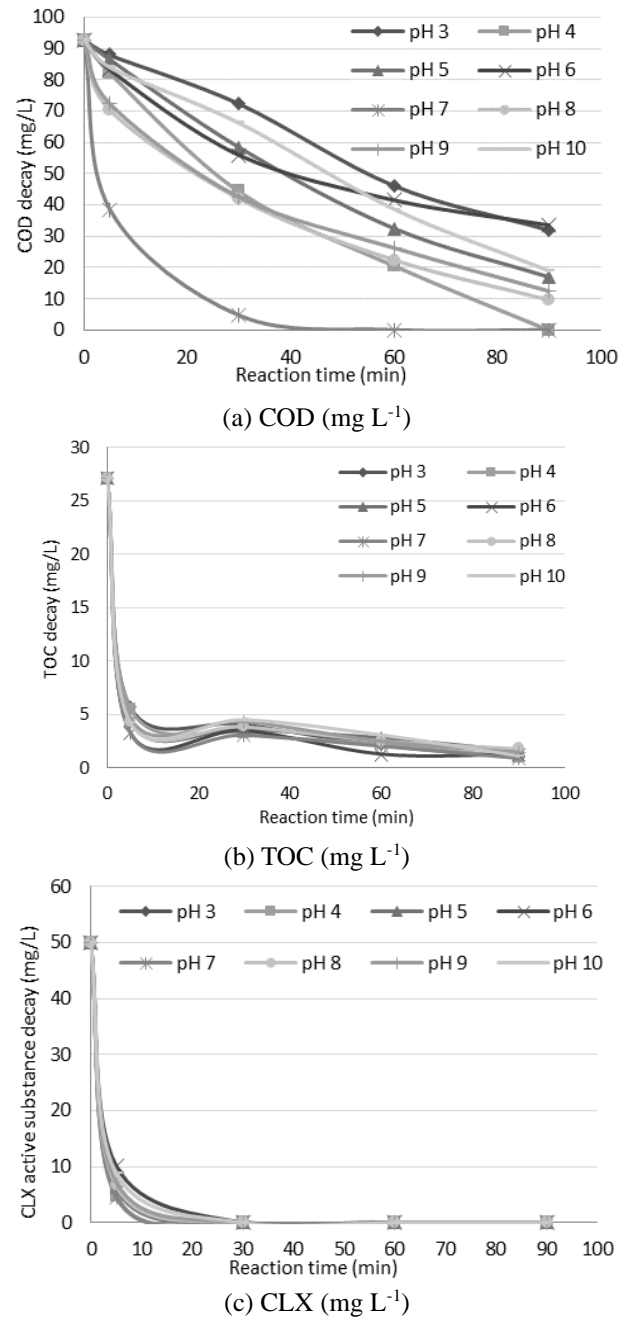 100
90
80
70
60
50
40
30
20
10
0
COD decay (mg/L)
pH 3 pH 4
pH 5 pH 6
pH 7 pH 8
pH 9 pH 10
0 20 40 60 80 100
Reaction time (min)
(a) COD (mg L⁻¹)
30
25
20
15
10
5
0
TOC decay (mg/L)
pH 3 pH 4
pH 5 pH 6
pH 7 pH 8
pH 9 pH 10
0 20 40 60 80 100
Reaction time (min)
(b) TOC (mg L⁻¹)
60
50
40
30
20
10
0
CLX active substance decay (mg/L)
pH 3 pH 4 pH 5 pH 6
pH 7 pH 8 pH 9 pH 10
0 10 20 30 40 50 60 70 80 90 100
Reaction time (min)
(c) CLX (mg L⁻¹)